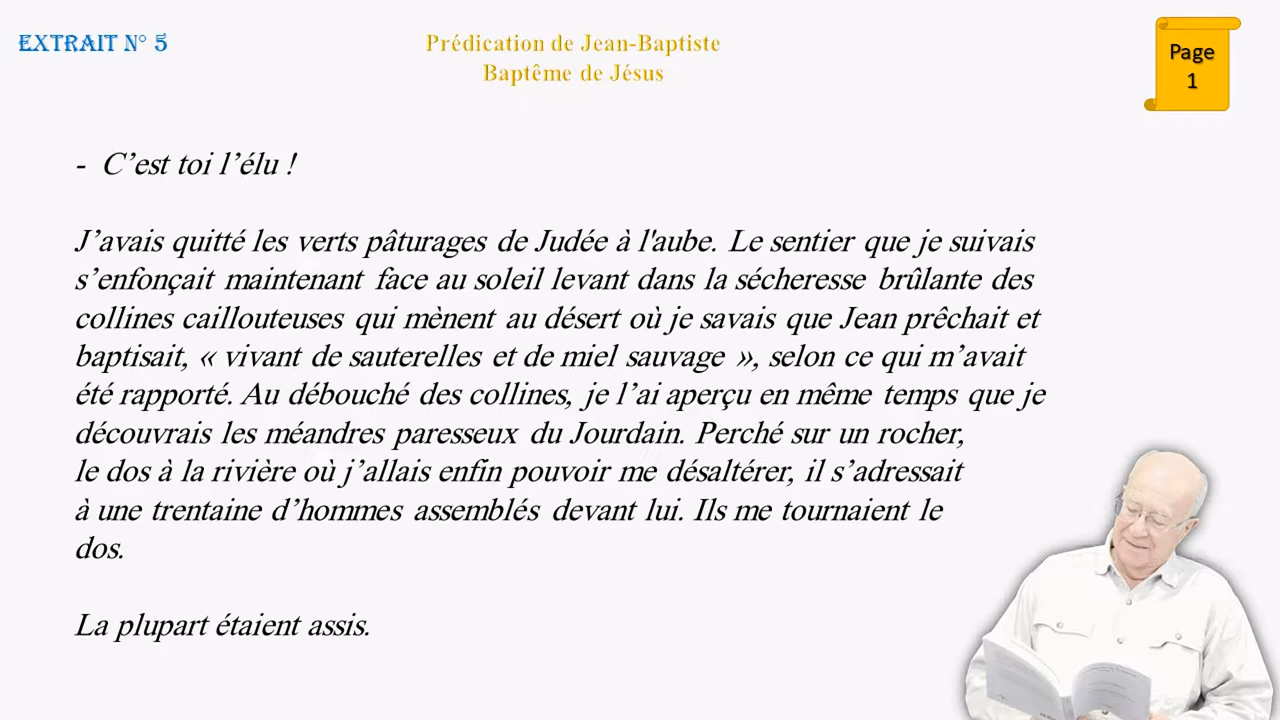 EXTRAIT N° 5
Prédication de Jean-Baptiste
Baptême de Jésus
Page
1
- C’est toi l’élu !
J’avais quitté les verts pâturages de Judée à l'aube. Le sentier que je suivais
s’enfonçait maintenant face au soleil levant dans la sécheresse brûlante des
collines caillouteuses qui mènent au désert où je savais que Jean prêchait et
baptisait, « vivant de sauterelles et de miel sauvage », selon ce qui m’avait
été rapporté. Au débouché des collines, je l’ai aperçu en même temps que je
découvrais les méandres paresseux du Jourdain. Perché sur un rocher,
le dos à la rivière où j’allais enfin pouvoir me désaltérer, il s’adressait
à une trentaine d’hommes assemblés devant lui. Ils me tournaient le
dos.
La plupart étaient assis.